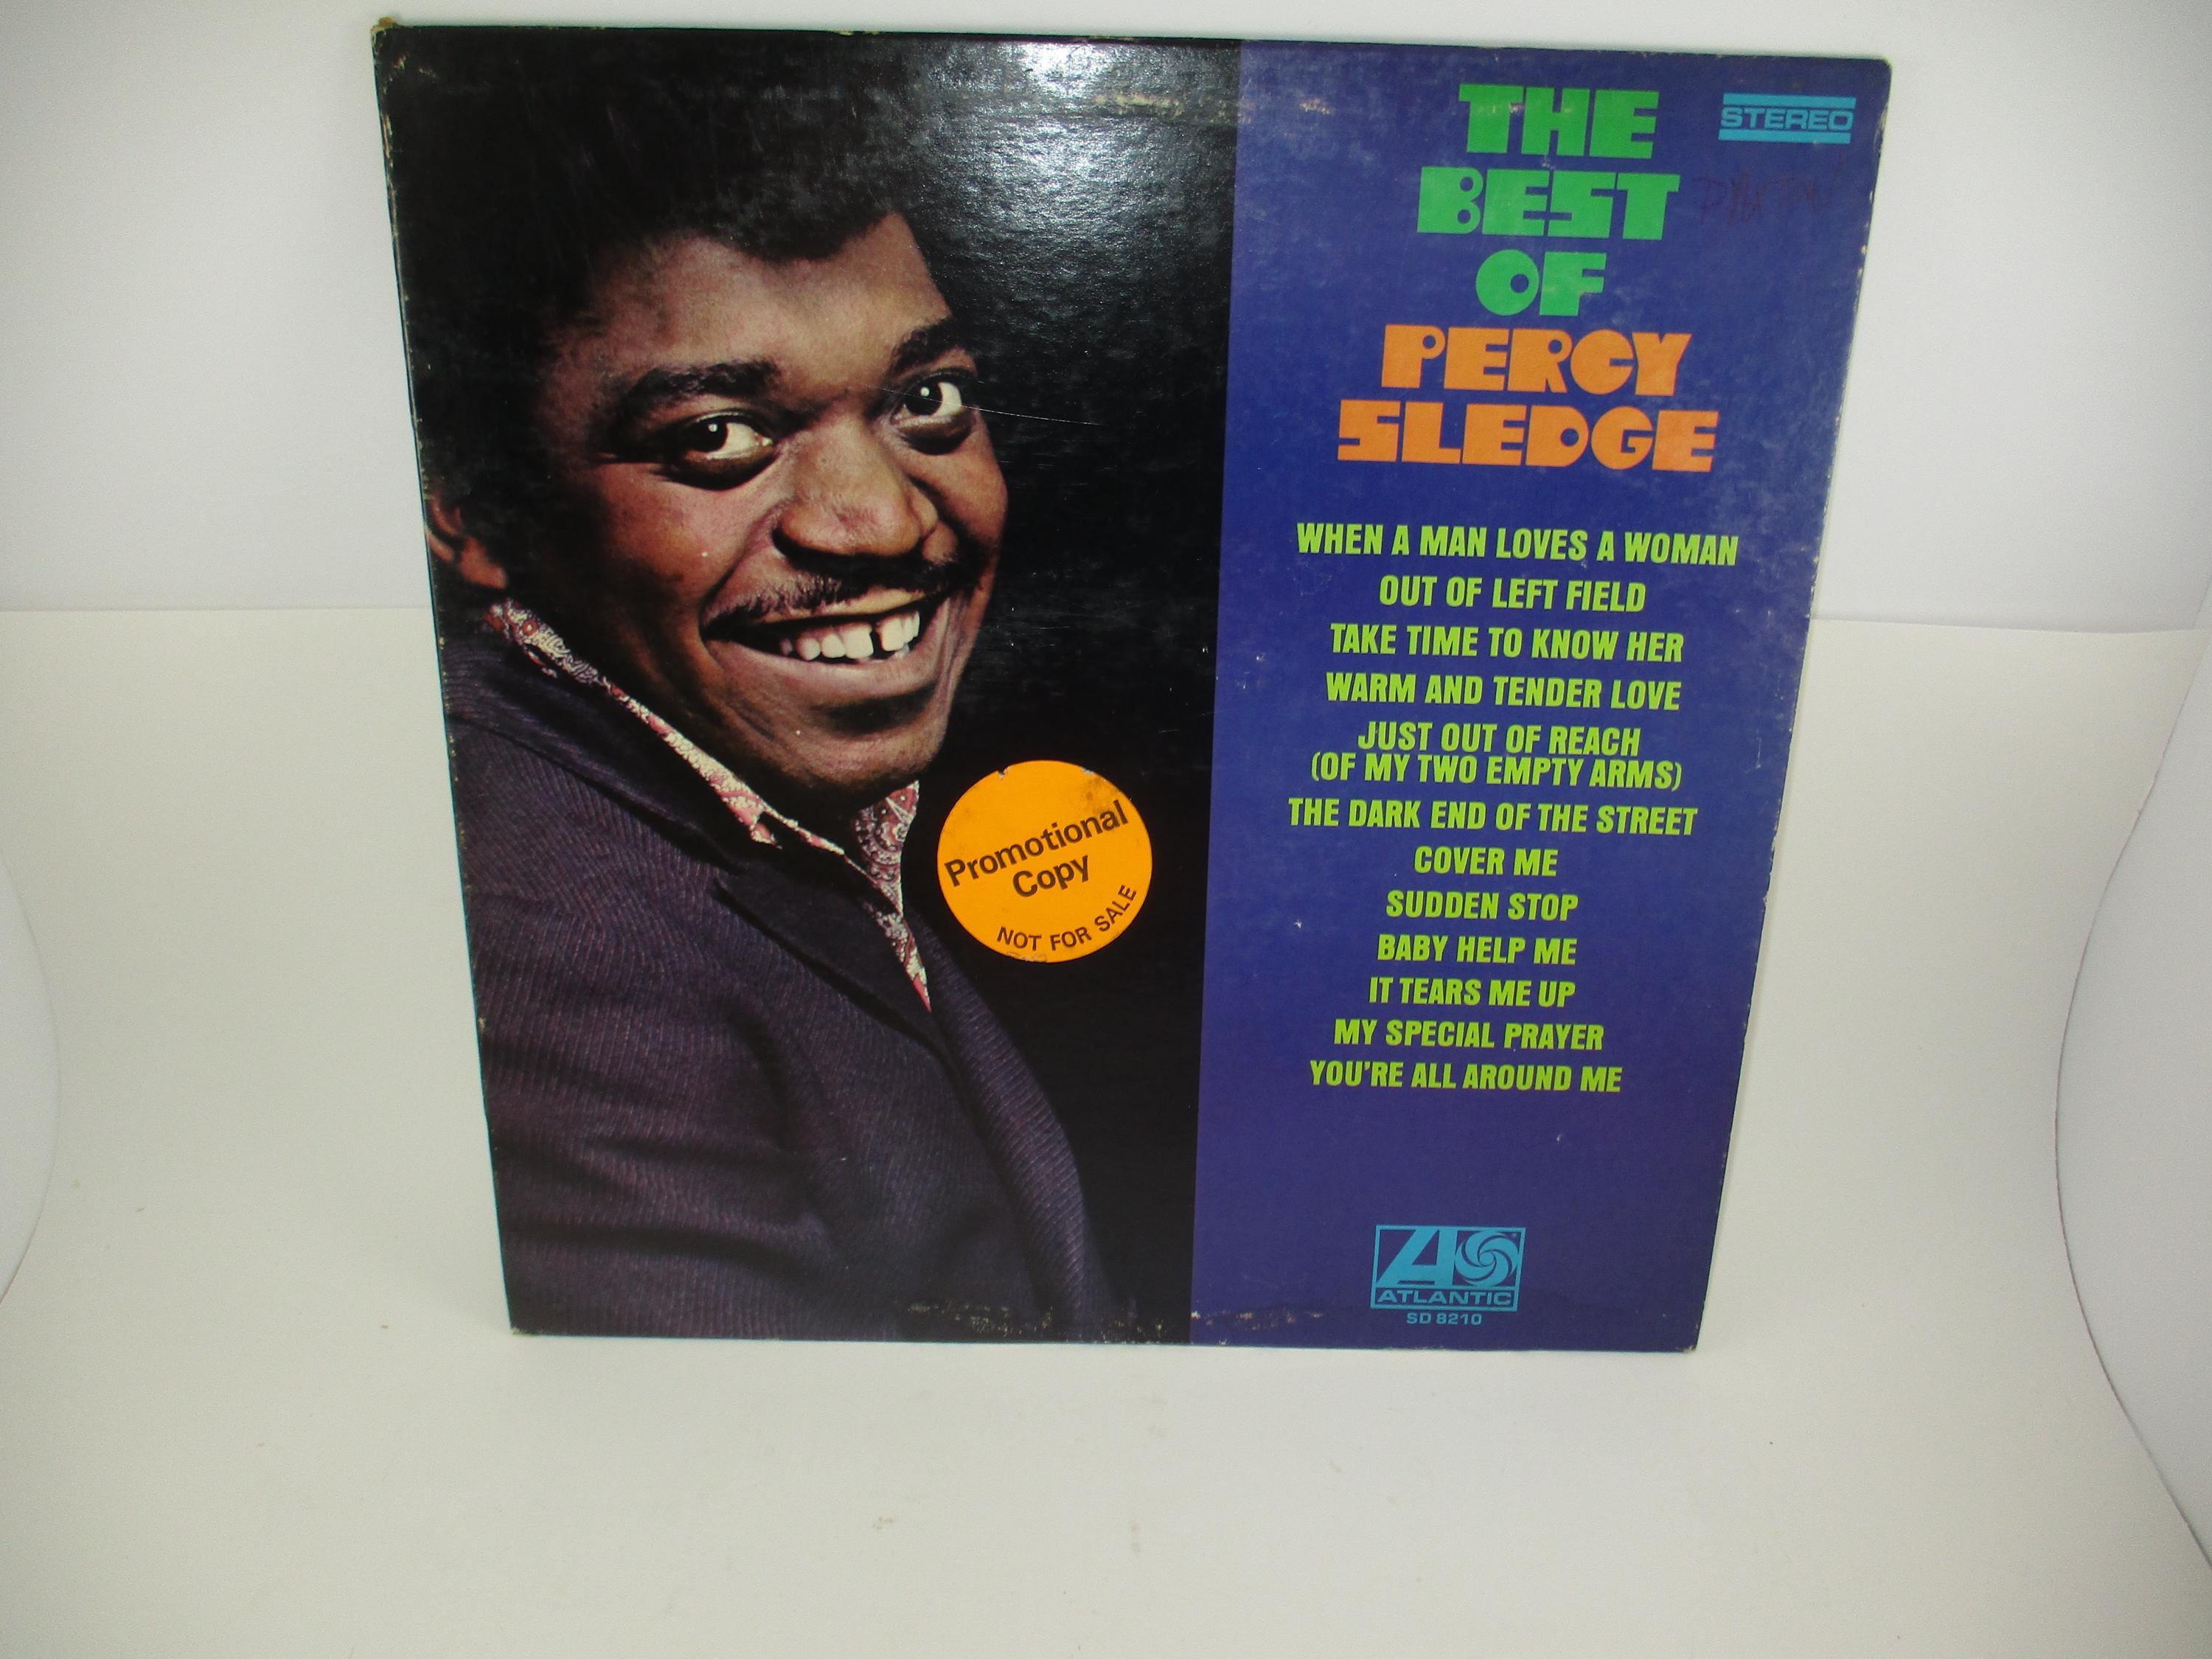 THE
BEST
OF
PERCY
SLEDGE
STEREO
WHEN A MAN LOVES A WOMAN
OUT OF LEFT FIELD
TAKE TIME TO KNOW HER
WARM AND TENDER LOVE
JUST OUT OF REACH
(OF MY TWO EMPTY ARMS)
THE DARK END OF THE STREET
COVER ME
SUDDEN STOP
BABY HELP ME
IT TEARS ME UP
MY SPECIAL PRAYER
YOU'RE ALL AROUND ME
Promotional
Copy
NOT FOR SALE
ATLANTIC
SD 8210